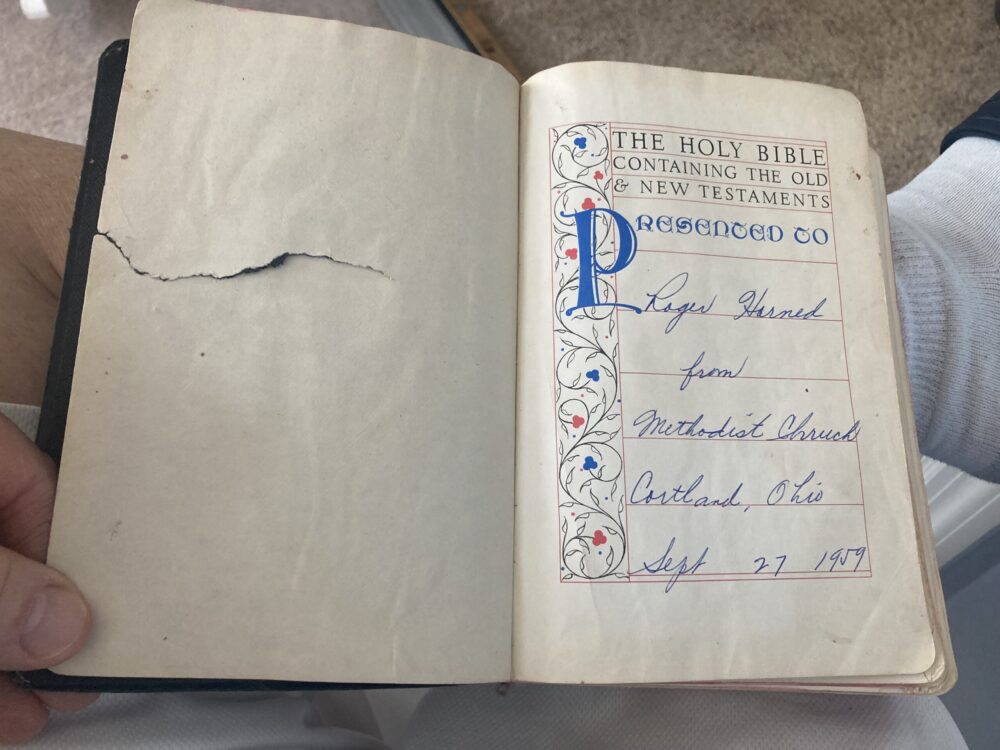 THE HOLY BIBLE
CONTAINING THE OLD
& NEW TESTAMENTS
PRESENTED TO
Roger Horned
from
Methodist Chruch
Cortland, Ohio
Sept 27 1959